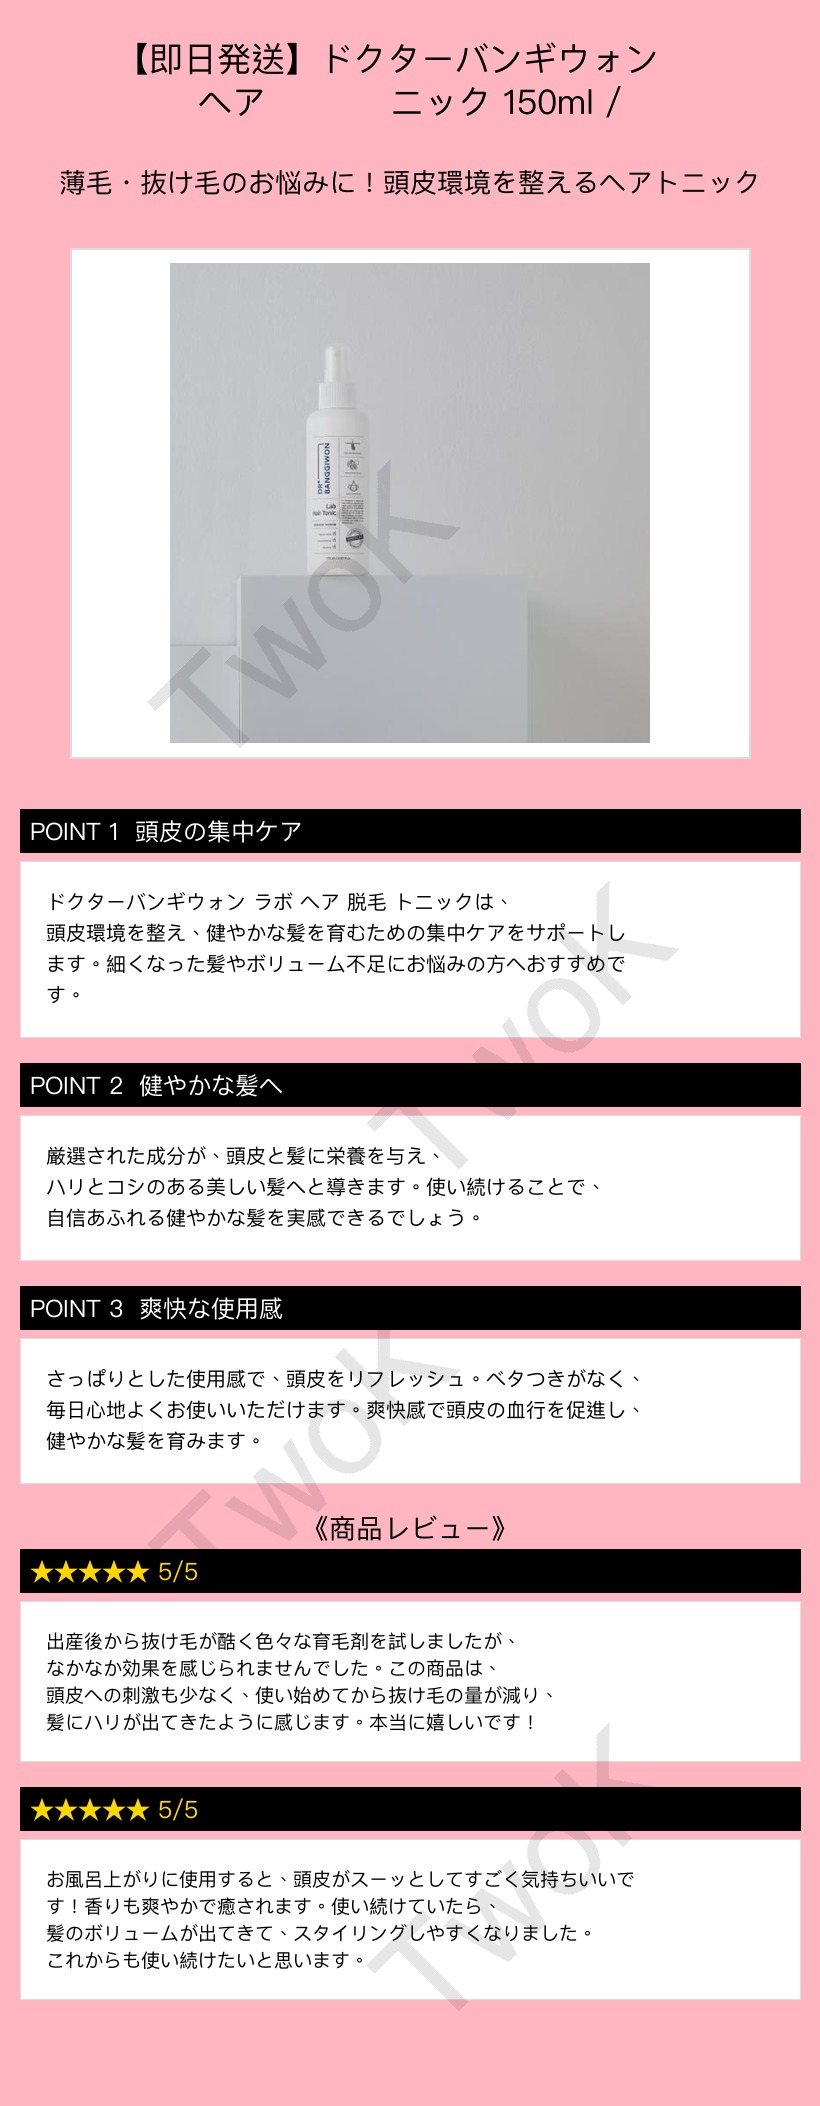 【即日発送】ドクターバンギウォン
ヘア ニック 150ml /
薄毛・抜け毛のお悩みに！頭皮環境を整えるヘアトニック
DR+ BANGGIWON
Lab
Hair Tonic
TwoK
POINT 1 頭皮の集中ケア
ドクターバンギウォン ラボ ヘア 脱毛 トニックは、
頭皮環境を整え、健やかな髪を育むための集中ケアをサポートし
ます。細くなった髪やボリューム不足にお悩みの方へおすすめで
す。
TwoK
POINT 2 健やかな髪へ
厳選された成分が、頭皮と髪に栄養を与え、
ハリとコシのある美しい髪へと導きます。使い続けることで、
自信あふれる健やかな髪を実感できるでしょう。
POINT 3 爽快な使用感
さっぱりとした使用感で、頭皮をリフレッシュ。ベタつきがなく、
毎日心地よくお使いいただけます。爽快感で頭皮の血行を促進し、
健やかな髪を育みます。
TwoK
《商品レビュー》
★★★★★ 5/5
出産後から抜け毛が酷く色々な育毛剤を試しましたが、
なかなか効果を感じられませんでした。この商品は、
頭皮への刺激も少なく、使い始めてから抜け毛の量が減り、
髪にハリが出てきたように感じます。本当に嬉しいです！
★★★★★ 5/5
お風呂上がりに使用すると、頭皮がスーッとしてすごく気持ちいいで
す！香りも爽やかで癒されます。使い続けていたら、
髪のボリュームが出てきて、スタイリングしやすくなりました。
これからも使い続けたいと思います。
TwoK